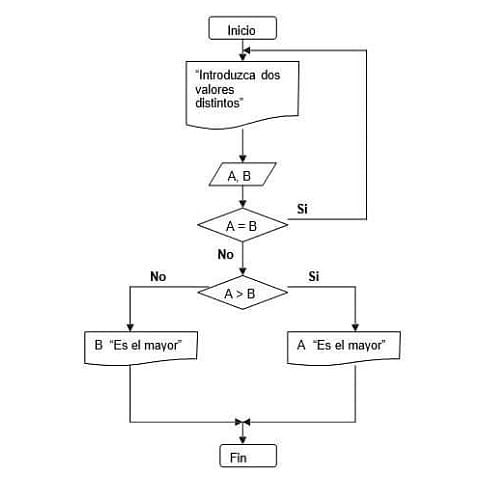 Inicio
“Introduzca dos
valores
distintos”
A, B
Si
A = B
No
No
Si
A > B
B “Es el mayor”
A “Es el mayor”
Fin